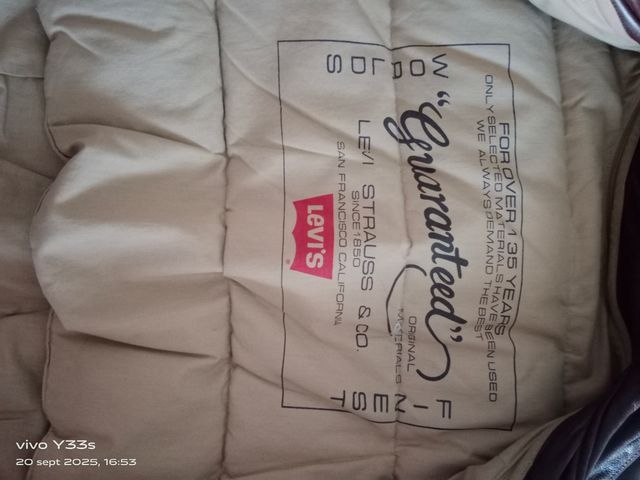 FOR OVER 135 YEARS
ONLY SELECTED MATERIALS HAVE BEEN USED
WE ALWAYS DEMAND THE BEST
WORLDS FINEST
"Guaranteed"
ORGINAL
MATERIALS
LEVI STRAUSS & CO.
SINCE 1850
SAN FRANCISCO CALIFORNIA
LEVI'S
®
vivo Y33s
20 sept 2025, 16:53